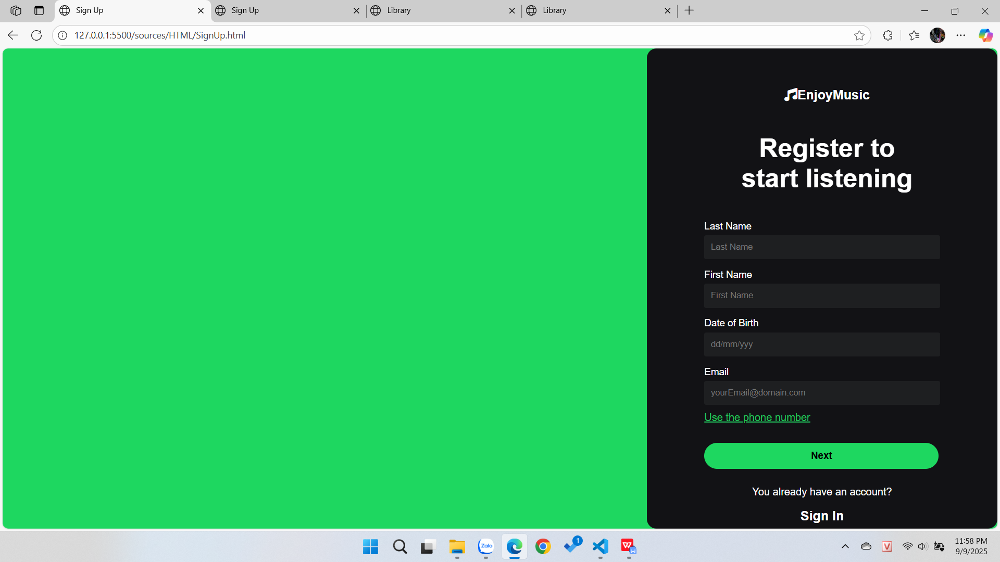 Sign Up
Sign Up
Library
Library
127.0.0.1:5500/sources/HTML/SignUp.html
EnjoyMusic
Register to
start listening
Last Name
Last Name
First Name
First Name
Date of Birth
dd/mm/yyy
Email
yourEmail@domain.com
Use the phone number
Next
You already have an account?
Sign In
Zalo
1
W
W
V
11:58 PM
9/9/2025